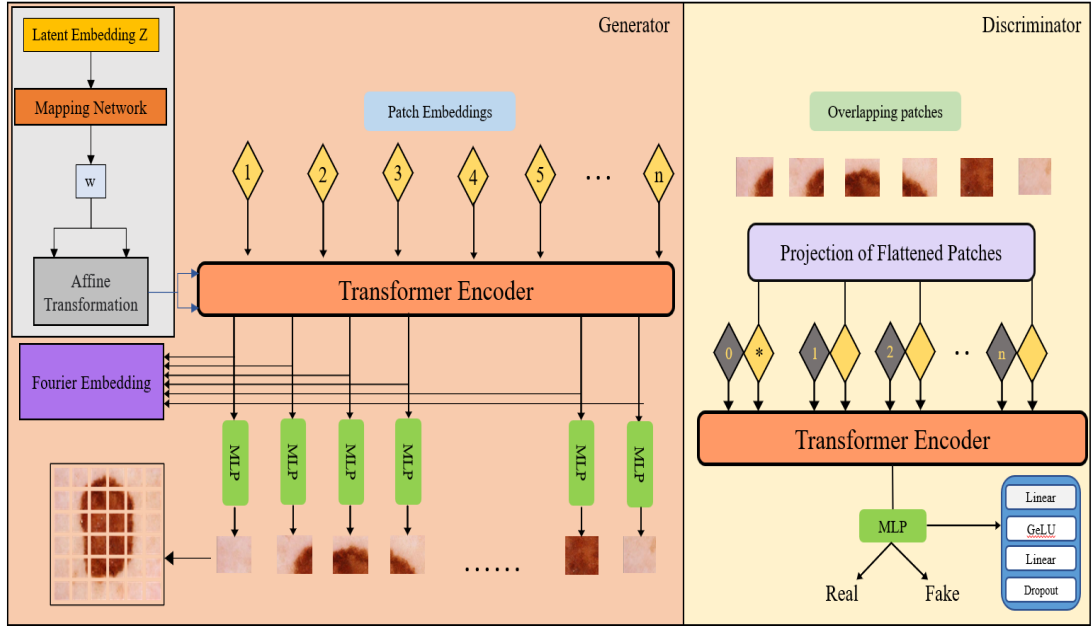 Generator
Latent Embedding Z
Mapping Network
w
Affine
Transformation
Patch Embeddings
1 2 3 4 5 ... n
Transformer Encoder
Fourier Embedding
MLP MLP MLP MLP MLP MLP
......
Discriminator
Overlapping patches
Projection of Flattened Patches
0 * 1 2 .. n
Transformer Encoder
MLP
Real Fake
Linear
GeLU
Linear
Dropout